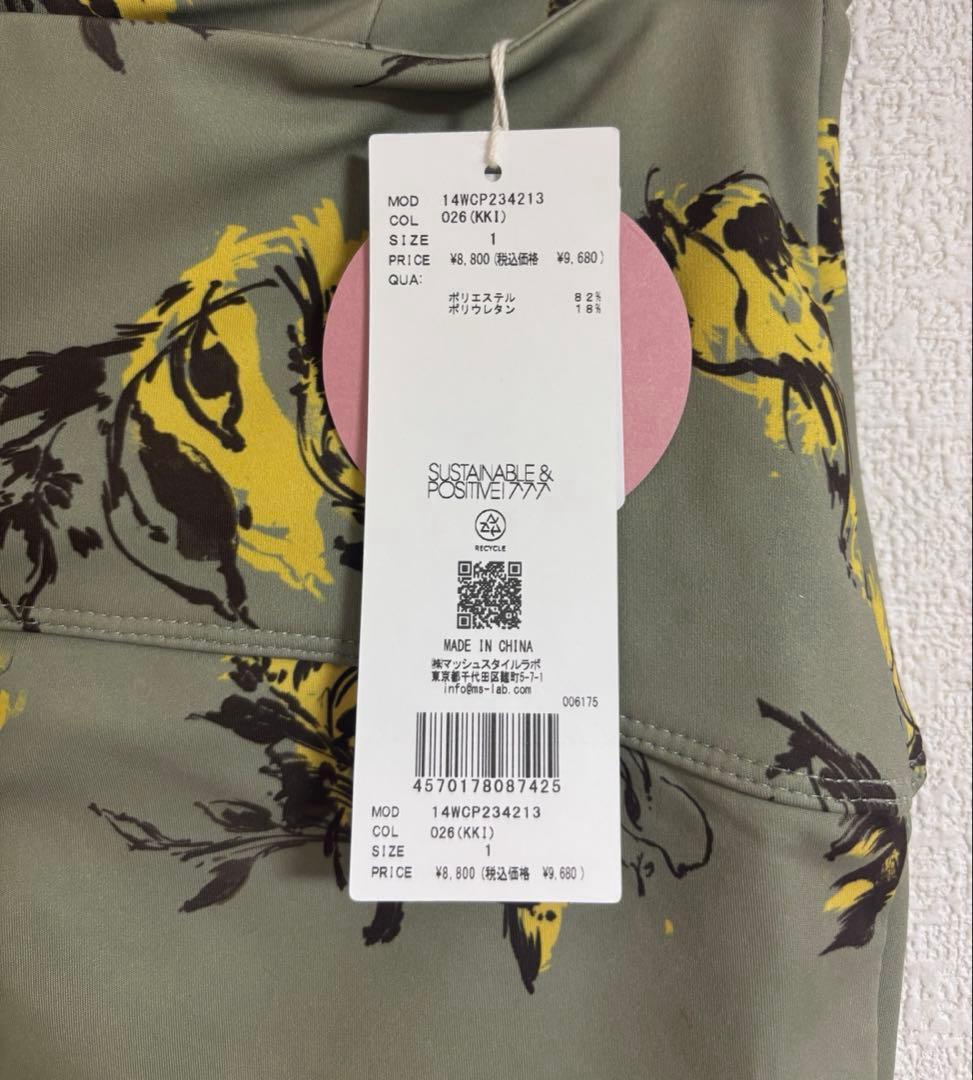 MOD 14WCP234213
COL 026(KKI)
SIZE 1
PRICE ¥8,800(税込価格 ¥9,680)
QUA:
ポリエステル 82%
ポリウレタン 18%
SUSTAINABLE &
POSITIVE!
RECYCLE
MADE IN CHINA
㈱マッシュスタイルラボ
東京都千代田区麹町5-7-1
info@ms-lab.com
006175
4570178087425
MOD 14WCP234213
COL 026(KKI)
SIZE 1
PRICE ¥8,800(税込価格 ¥9,680)